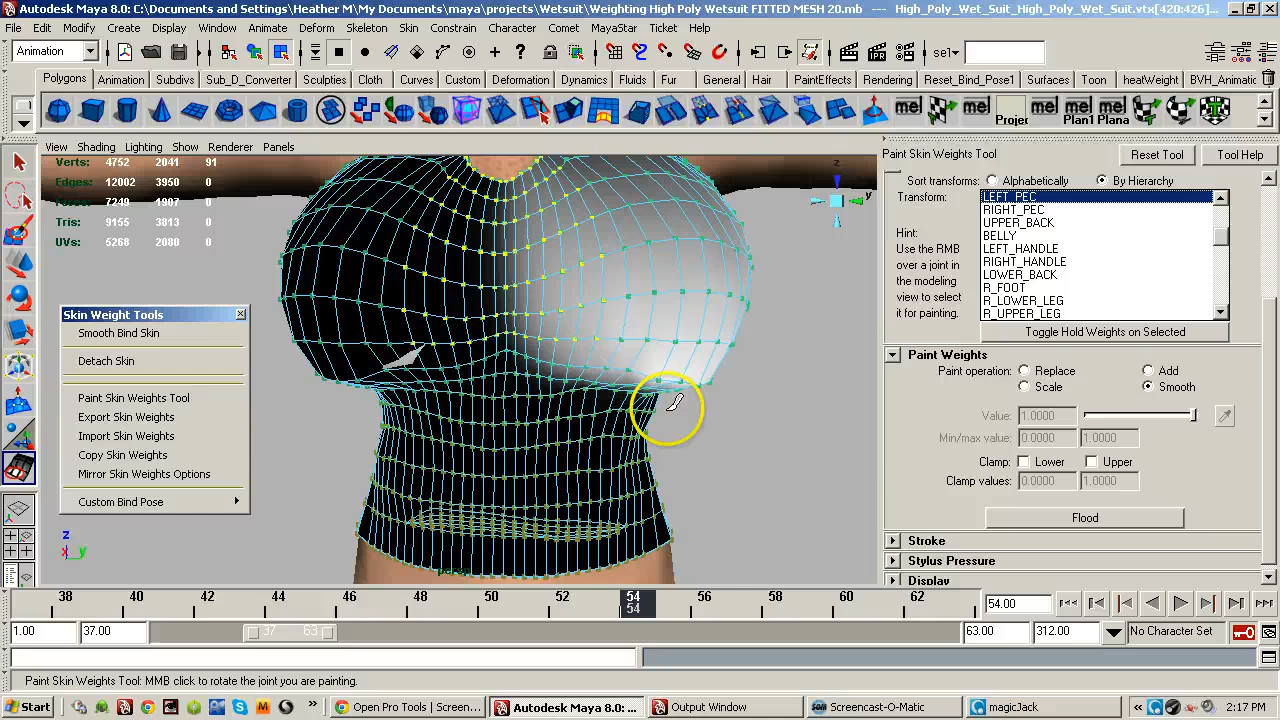 Autodesk Maya 8.0: C:\Documents and Settings\Heather M\My Documents\maya\projects\Wetsuit\Weighting High Poly Wetsuit FITTED MESH 20.mb --- High_Poly_Wet_Suit_High_Poly_Wet_Suit.vtx[420:426]...
File Edit Modify Create Display Window Animate Deform Skeleton Skin Constrain Character Comet MayaStar Ticket Help
Animation sel
Polygons Animation Subdivs Sub_D_Converter Sculpties Cloth Curves Custom Deformation Dynamics Fluids Fur General Hair PaintEffects Rendering Reset_Bind_Pose1 Surfaces Toon heatWeight BVH_Animatic
mel mel Projec mel Plan1 mel Plana
View Shading Lighting Show Renderer Panels
Verts: 4752 2041 91
Edges: 12002 3950 0
7249 1907 0
Tris: 9155 3813 0
UVs: 5268 2080 0
z
y
Skin Weight Tools
Smooth Bind Skin
Detach Skin
Paint Skin Weights Tool
Export Skin Weights
Import Skin Weights
Copy Skin Weights
Mirror Skin Weights Options
Custom Bind Pose
z
x y
Paint Skin Weights Tool Reset Tool Tool Help
Sort transforms: Alphabetically By Hierarchy
Transform: LEFT_PEC
RIGHT_PEC
UPPER_BACK
BELLY
LEFT_HANDLE
RIGHT_HANDLE
LOWER_BACK
R_FOOT
R_LOWER_LEG
R_UPPER_LEG
Hint:
Use the RMB
over a joint in
the modeling
view to select
it for painting.
Toggle Hold Weights on Selected
Paint Weights
Paint operation: Replace Add
Scale Smooth
Value: 1.0000
Min/max value: 0.0000 1.0000
Clamp: Lower Upper
Clamp values: 0.0000 1.0000
Flood
Stroke
Stylus Pressure
Display
38 40 42 44 46 48 50 52 54 56 58 60 62
54 54.00
1.00 37.00 37 63 63.00 312.00 No Character Set
Paint Skin Weights Tool: MMB click to rotate the joint you are painting.
Start » Open Pro Tools | Screen... Autodesk Maya 8.0: ... Output Window Screencast-O-Matic magicJack « 2:17 PM